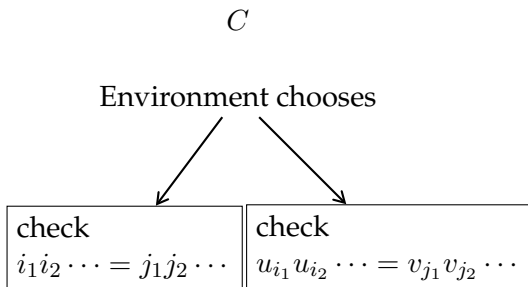 C
Environment chooses
check
i₁i₂ ⋯ = j₁j₂ ⋯
check
u_{i₁}u_{i₂} ⋯ = v_{j₁}v_{j₂} ⋯